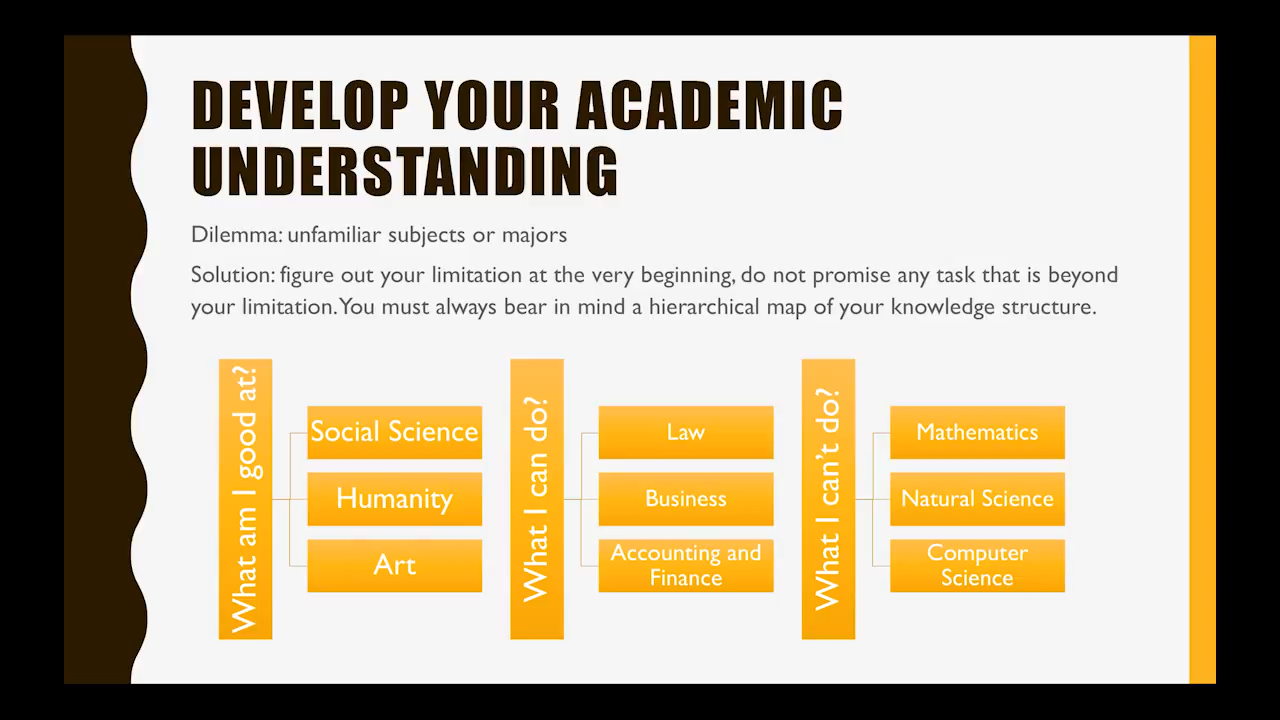 DEVELOP YOUR ACADEMIC
UNDERSTANDING
Dilemma: unfamiliar subjects or majors
Solution: figure out your limitation at the very beginning, do not promise any task that is beyond
your limitation. You must always bear in mind a hierarchical map of your knowledge structure.
What am I good at?
Social Science
Humanity
Art
What I can do?
Law
Business
Accounting and
Finance
What I can't do?
Mathematics
Natural Science
Computer
Science